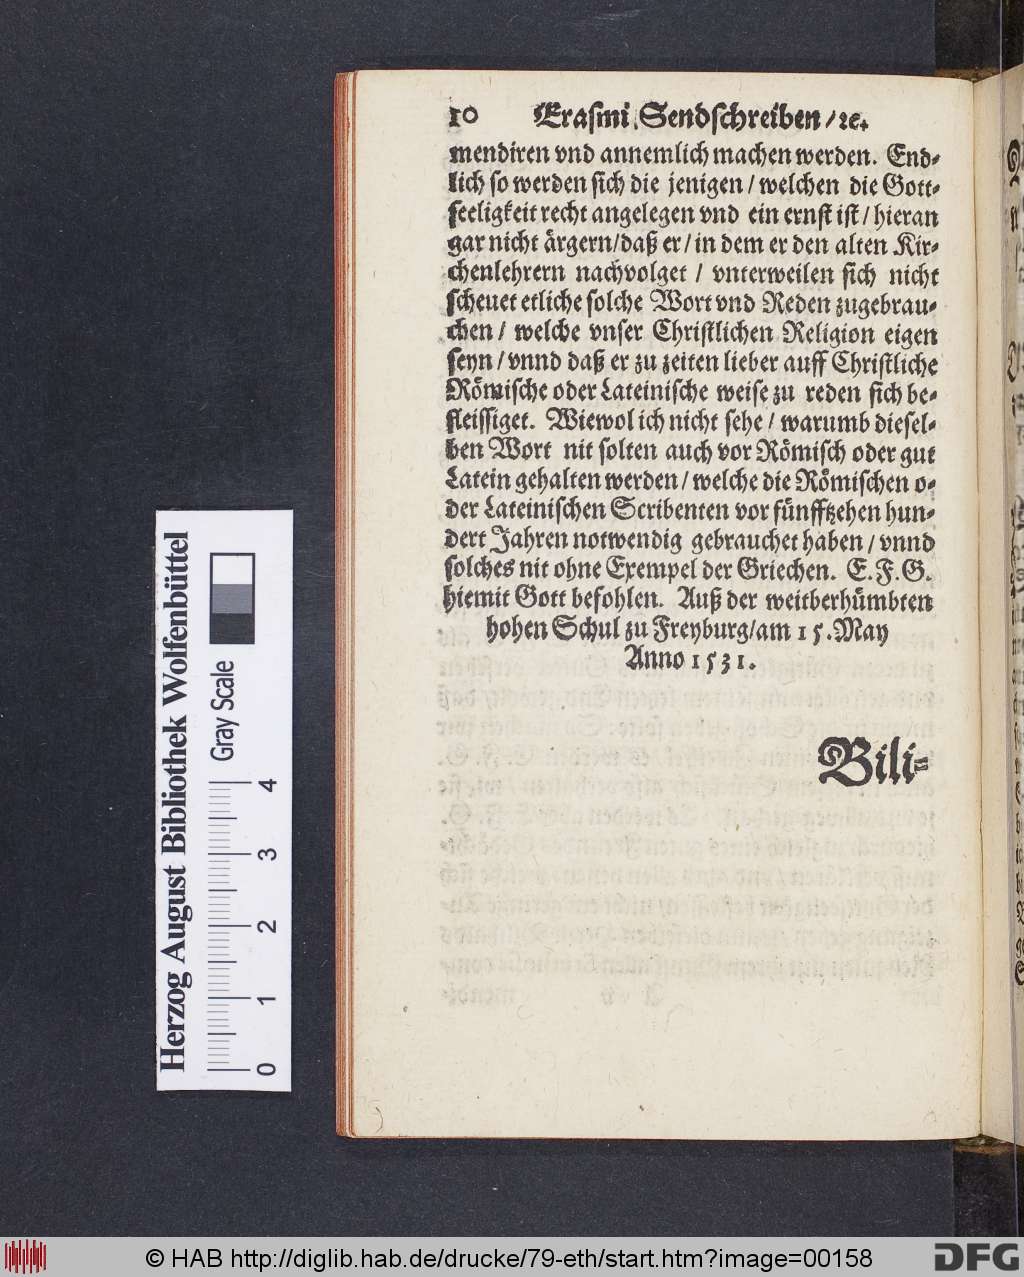 10 Erasmi Sendschreiben / ꝛc.
mendiren vnd annemlich machen werden. End⸗
lich so werden sich die jenigen / welchen die Gott⸗
seeligkeit recht angelegen vnd ein ernst ist / hieran
gar nicht ärgern/daß er / in dem er den alten Kir⸗
chenlehrern nachvolget / vnterweilen sich nicht
scheuet etliche solche Wort vnd Reden zugebrau⸗
chen / welche vnser Christlichen Religion eigen
seyn / vnnd daß er zu zeiten lieber auff Christliche
Römische oder Lateinische weise zu reden sich be⸗
fleissiget. Wiewol ich nicht sehe / warumb diesel⸗
ben Wort nit solten auch vor Römisch oder gut
Latein gehalten werden / welche die Römischen o⸗
der Lateinischen Scribenten vor fünfftzehen hun⸗
dert Jahren notwendig gebrauchet haben / vnnd
solches nit ohne Exempel der Griechen. E. F. G.
hiemit Gott befohlen. Auß der weitberhümbten
hohen Schul zu Freyburg/am 15. May
Anno 1531.
Bili⸗
Herzog August Bibliothek Wolfenbüttel
Gray Scale
0 1 2 3 4
© HAB http://diglib.hab.de/drucke/79-eth/start.htm?image=00158
DFG